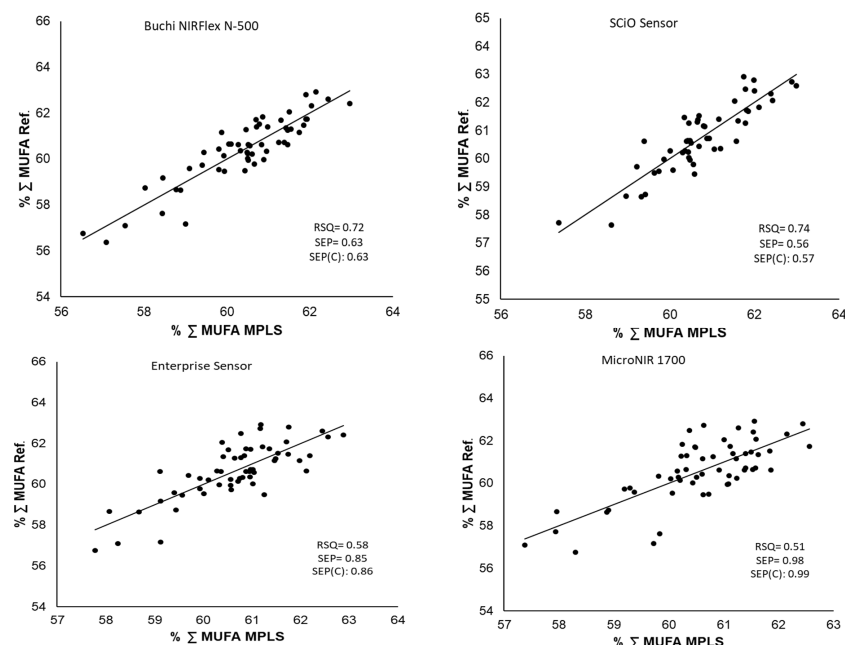 Buchi NIRFlex N-500
66
64
62
60
58
56
54
% ∑ MUFA Ref.
RSQ= 0.72
SEP= 0.63
SEP(C): 0.63
56 58 60 62 64
% ∑ MUFA MPLS
SCiO Sensor
65
64
63
62
61
60
59
58
57
56
55
% ∑ MUFA Ref.
RSQ= 0.74
SEP= 0.56
SEP(C): 0.57
56 58 60 62 64
% ∑ MUFA MPLS
Enterprise Sensor
66
64
62
60
58
56
54
% ∑ MUFA Ref.
RSQ= 0.58
SEP= 0.85
SEP(C): 0.86
57 58 59 60 61 62 63 64
% ∑ MUFA MPLS
MicroNIR 1700
66
64
62
60
58
56
54
% ∑ MUFA Ref.
RSQ= 0.51
SEP= 0.98
SEP(C): 0.99
57 58 59 60 61 62 63
% ∑ MUFA MPLS